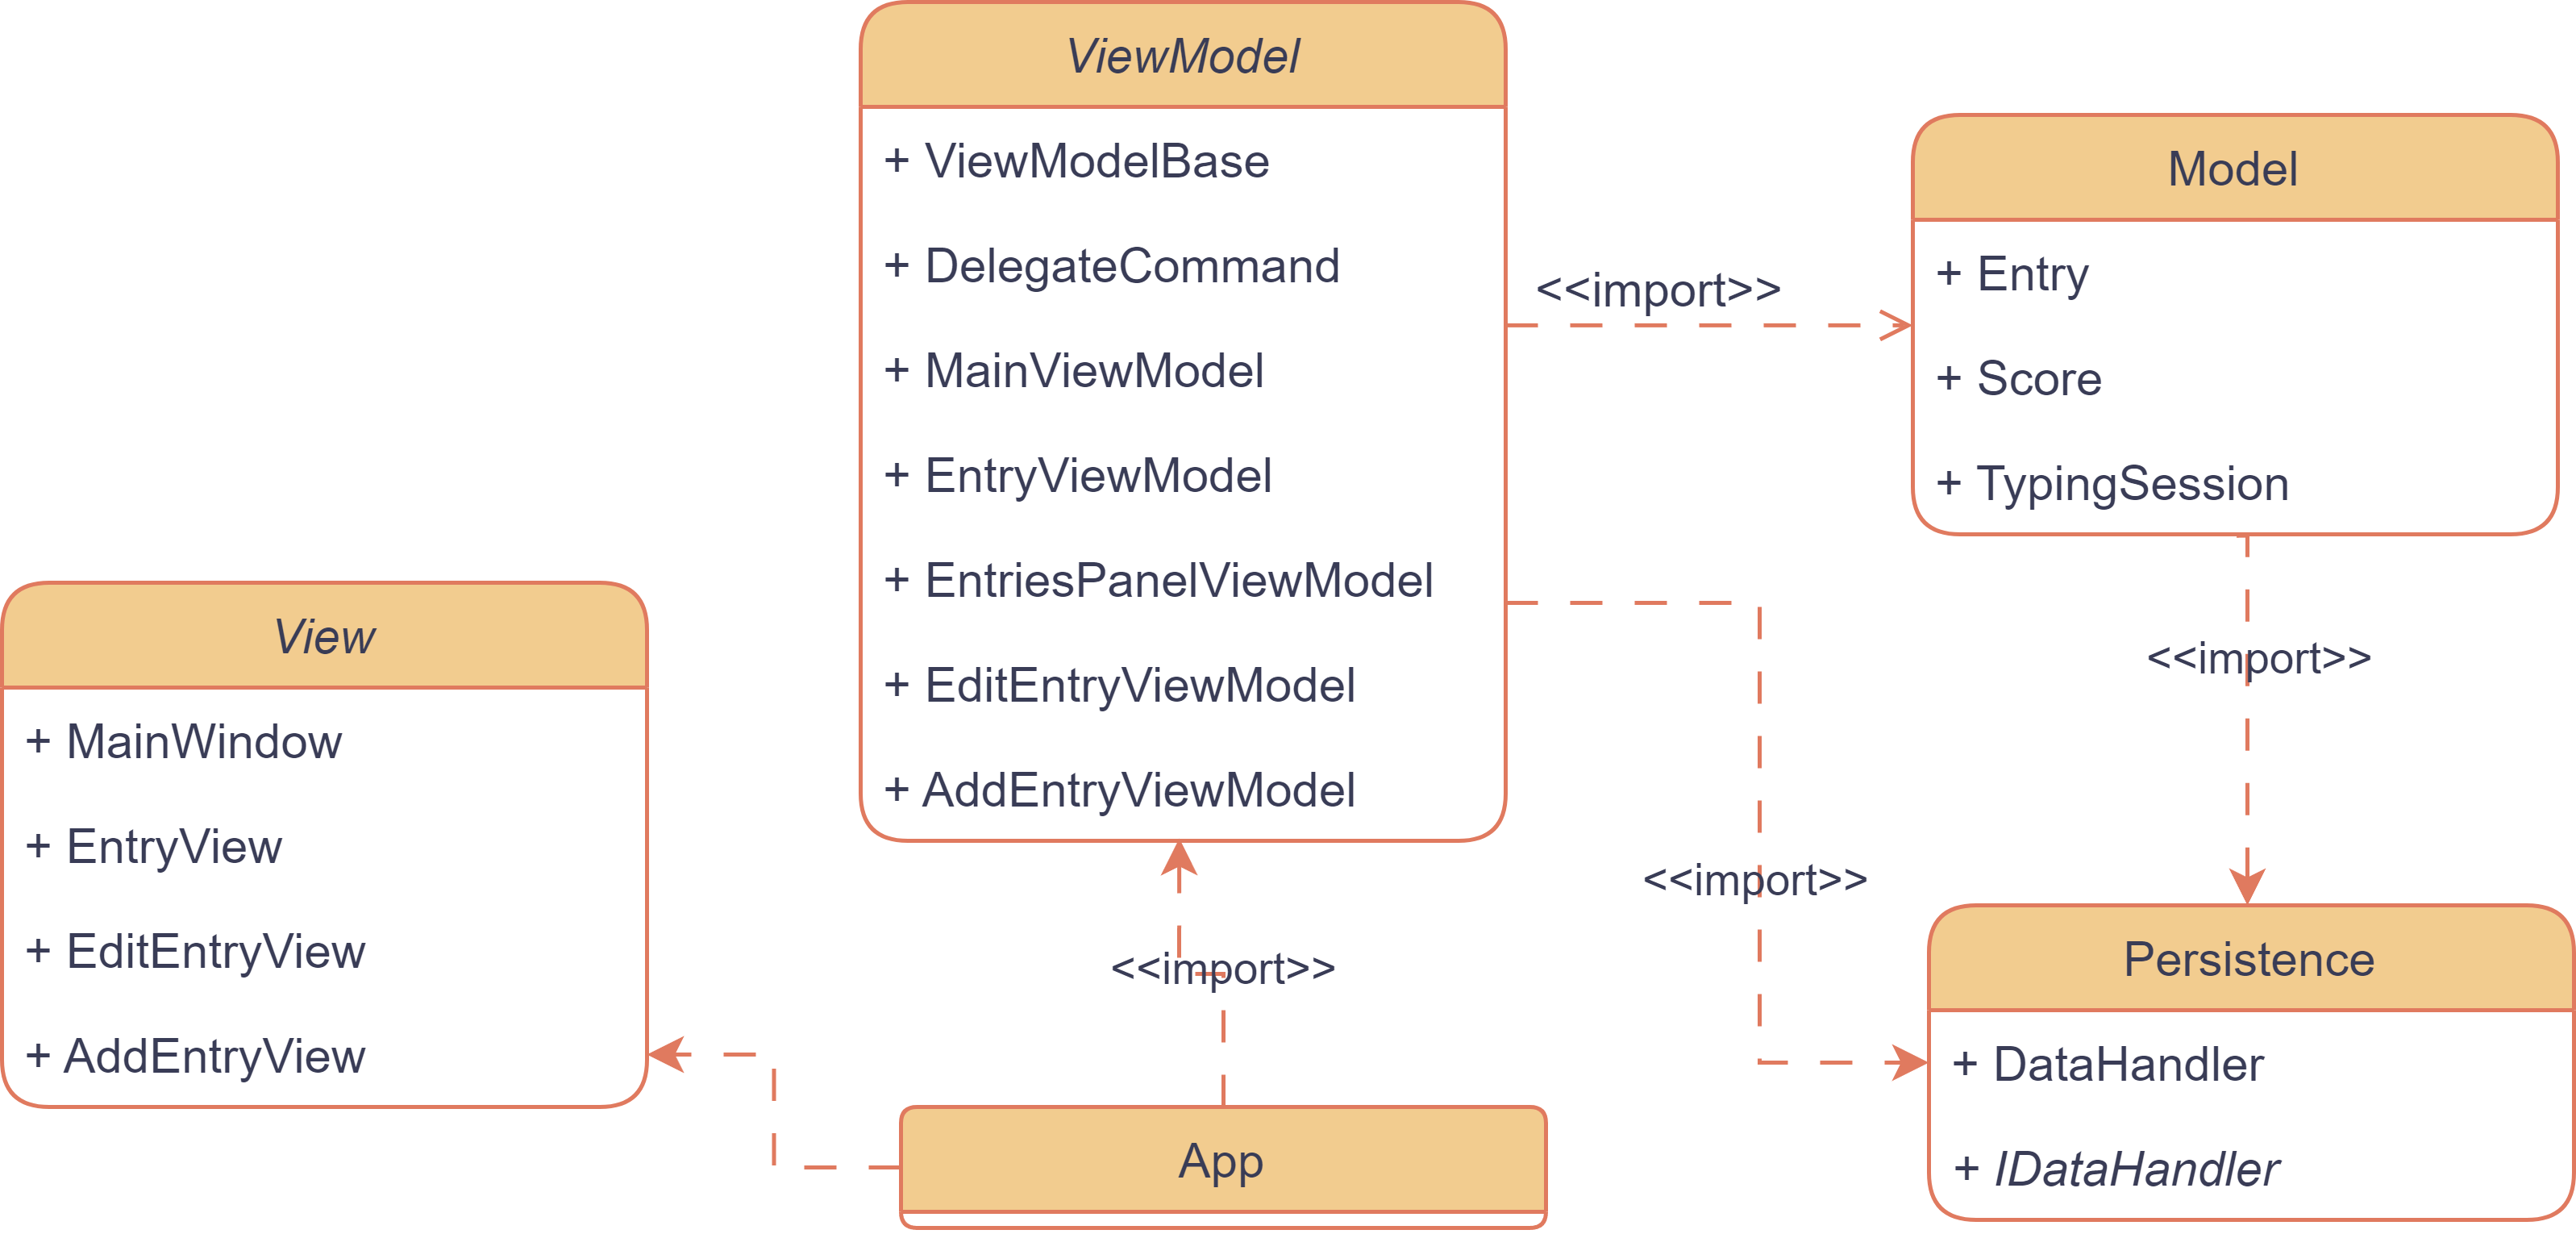 ViewModel
+ ViewModelBase
+ DelegateCommand
+ MainViewModel
+ EntryViewModel
+ EntriesPanelViewModel
+ EditEntryViewModel
+ AddEntryViewModel
<<import>>
Model
+ Entry
+ Score
+ TypingSession
<<import>>
View
+ MainWindow
+ EntryView
+ EditEntryView
+ AddEntryView
<<import>>
<<import>>
App
Persistence
+ DataHandler
+ IDataHandler